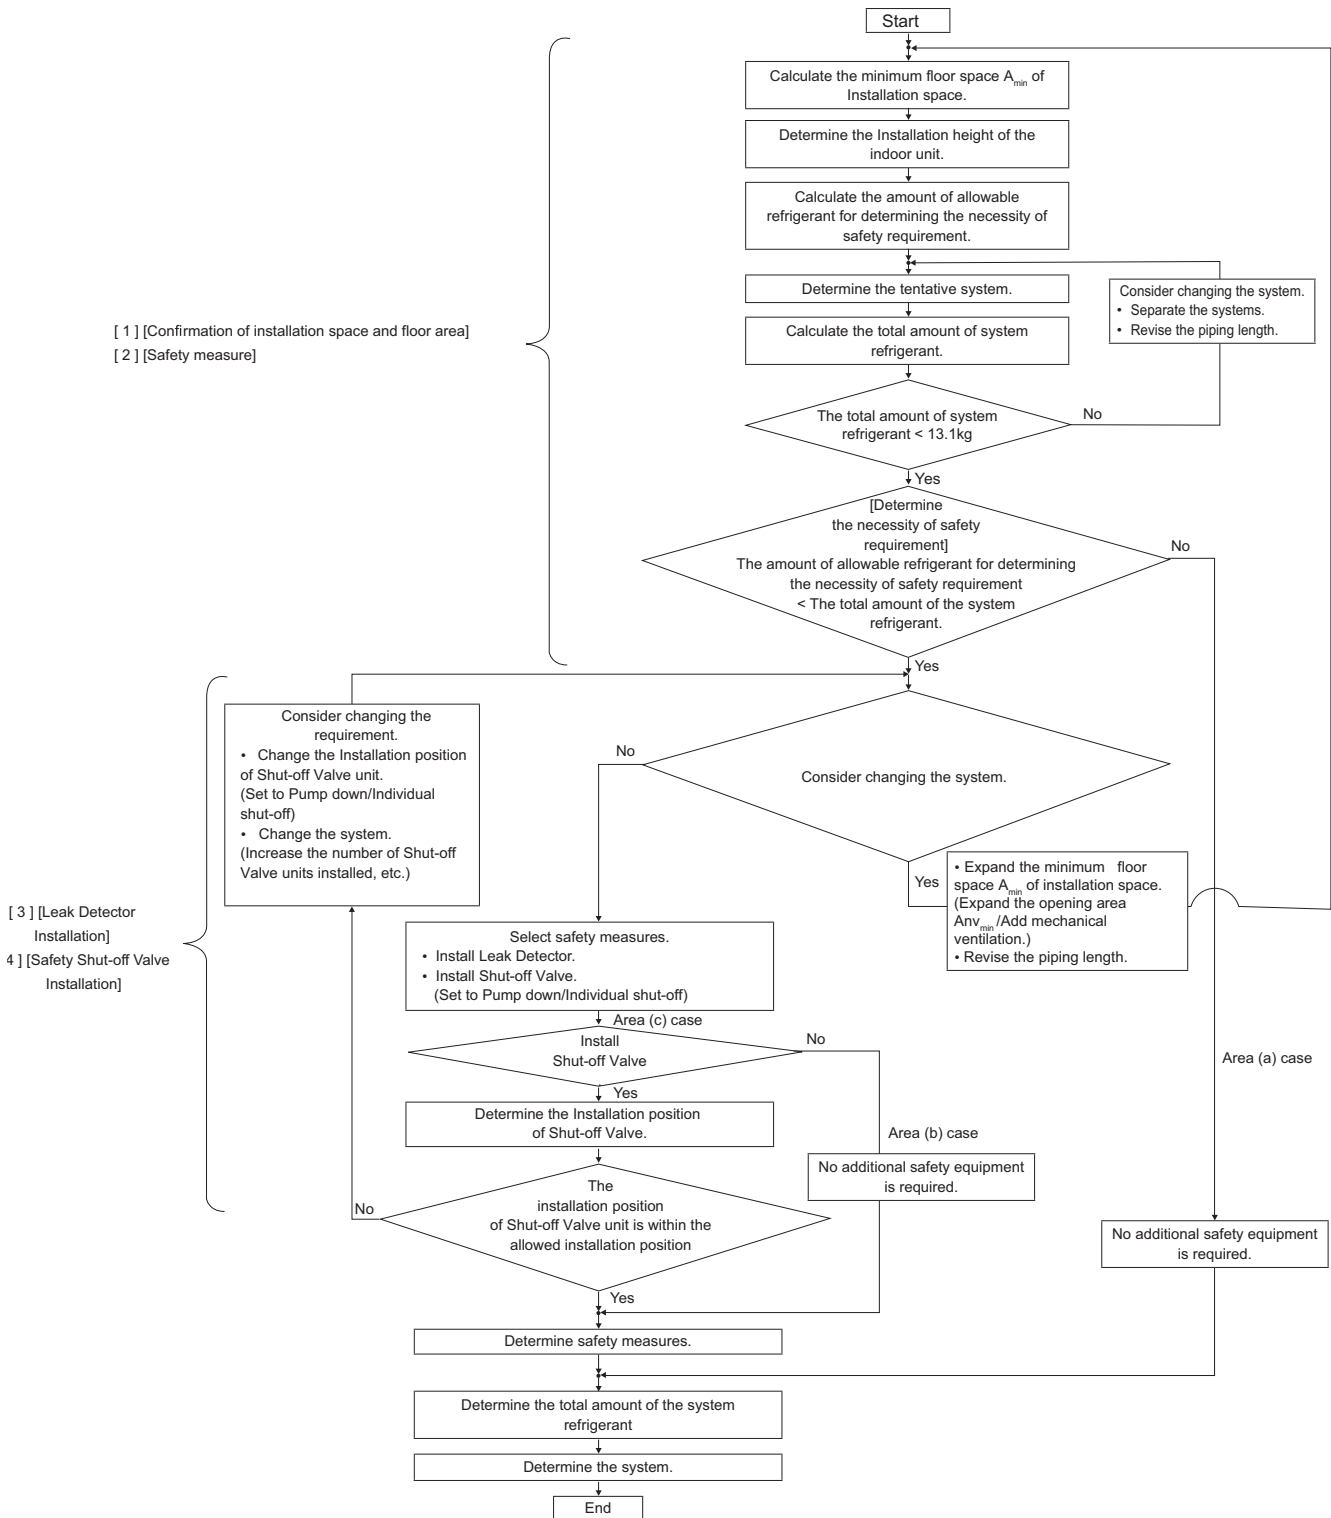 Start
Calculate the minimum floor space Amin of
Installation space.
Determine the Installation height of the
indoor unit.
Calculate the amount of allowable
refrigerant for determining the necessity of
safety requirement.
Determine the tentative system.
Consider changing the system.
• Separate the systems.
• Revise the piping length.
Calculate the total amount of system
refrigerant.
[ 1 ] [Confirmation of installation space and floor area]
[ 2 ] [Safety measure]
The total amount of system
refrigerant < 13.1kg
No
Yes
[Determine
the necessity of safety
requirement]
The amount of allowable refrigerant for determining
the necessity of safety requirement
< The total amount of the system
refrigerant.
No
Yes
Consider changing the
requirement.
• Change the Installation position
of Shut-off Valve unit.
(Set to Pump down/Individual
shut-off)
• Change the system.
(Increase the number of Shut-off
Valve units installed, etc.)
No
Consider changing the system.
Yes
• Expand the minimum floor
space Amin of installation space.
(Expand the opening area
Anvmin /Add mechanical
ventilation.)
• Revise the piping length.
[ 3 ] [Leak Detector
Installation]
4 ] [Safety Shut-off Valve
Installation]
Select safety measures.
• Install Leak Detector.
• Install Shut-off Valve.
(Set to Pump down/Individual shut-off)
Area (c) case
Install
Shut-off Valve
No
Yes
Area (a) case
Determine the Installation position
of Shut-off Valve.
Area (b) case
No additional safety equipment
is required.
The
installation position
of Shut-off Valve unit is within the
allowed installation position
No
Yes
No additional safety equipment
is required.
Determine safety measures.
Determine the total amount of the system
refrigerant
Determine the system.
End